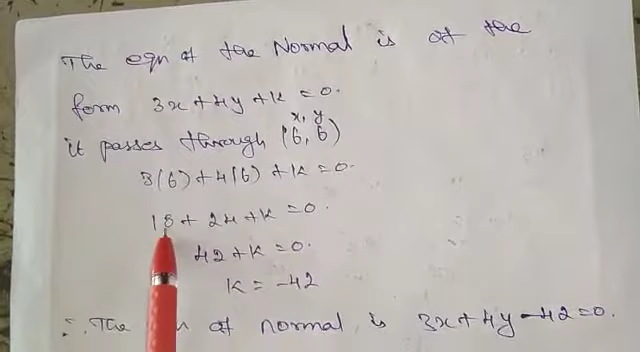 The eqn of the Normal is of the
form 3x+4y+k=0.
x, y
it passes through (6, 6)
3(6)+4(6)+k=0.
18+24+k=0.
42+k=0.
k=-42
∴ The of normal is 3x+4y-42=0.